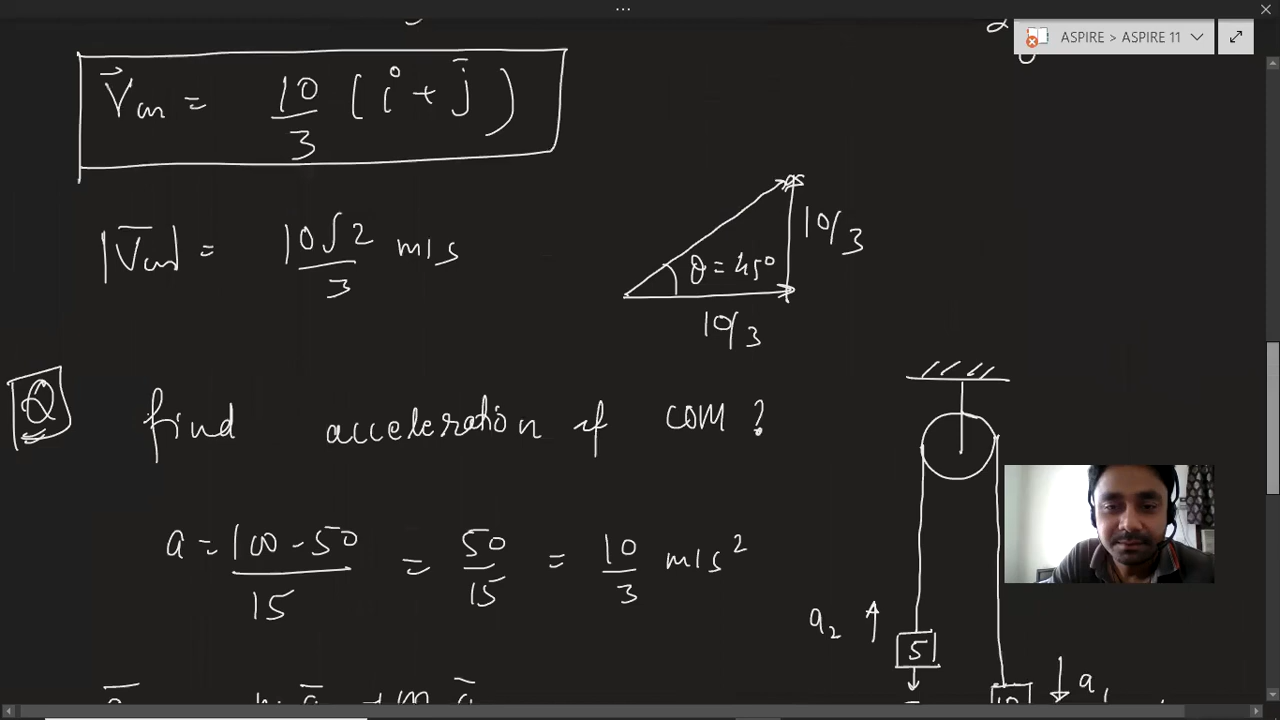 ASPIRE > ASPIRE 11
V⃗cm = 10/3 (i + j)
|V̄cm| = 10√2/3 m/s
θ = 45°
10/3
10/3
Q find acceleration of COM ?
a = 100 - 50 / 15 = 50/15 = 10/3 m/s²
a₂ ↑
5
10
↓ a₁